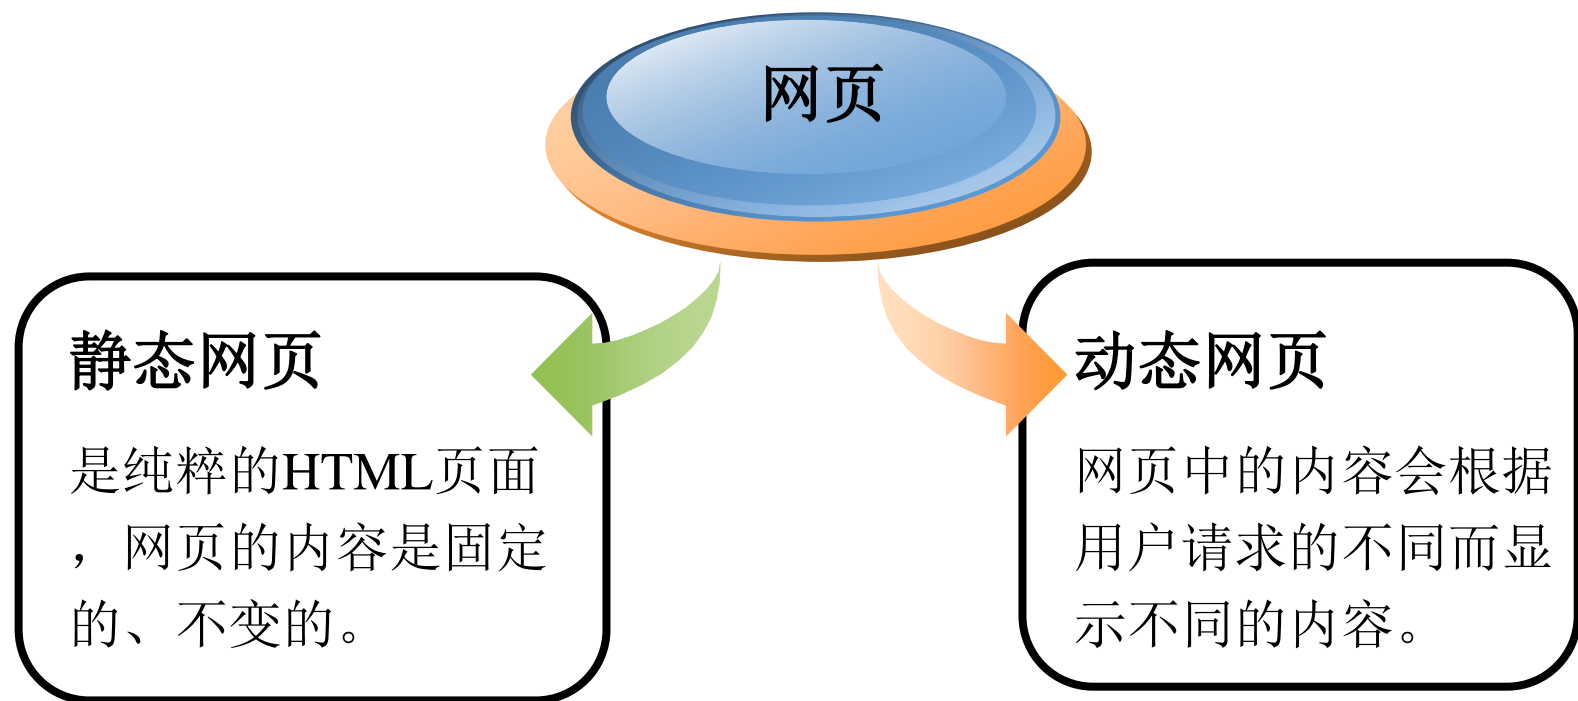 网页
静态网页
是纯粹的HTML页面
，网页的内容是固定
的、不变的。
动态网页
网页中的内容会根据
用户请求的不同而显
示不同的内容。